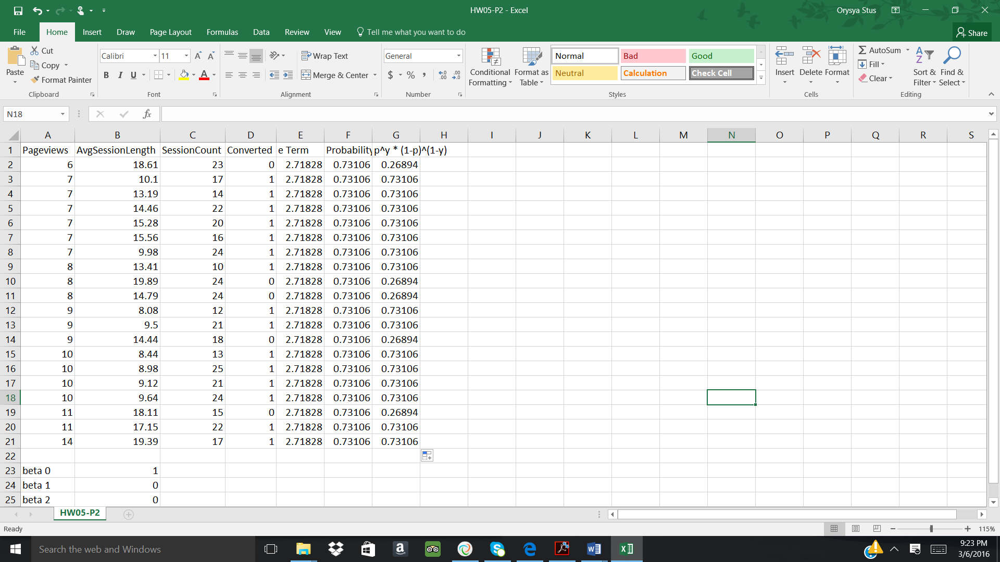 HW05-P2 - Excel
Orysya Stus
File Home Insert Draw Page Layout Formulas Data Review View Tell me what you want to do
Share
Paste
Cut
Copy
Format Painter
Clipboard
Calibri 11
B I U A
Font
Wrap Text
Merge & Center
Alignment
General
$ % , .00 .00
Number
Conditional Formatting
Format as Table
Normal Bad Good
Neutral Calculation Check Cell
Styles
Insert Delete Format
Cells
AutoSum
Fill
Clear
Sort & Filter
Find & Select
Editing
N18 fx
A B C D E F G H I J K L M N O P Q R S
1 Pageviews AvgSessionLength SessionCount Converted e Term Probability p^y * (1-p)^(1-y)
2 6 18.61 23 0 2.71828 0.73106 0.26894
3 7 10.1 17 1 2.71828 0.73106 0.73106
4 7 13.19 14 1 2.71828 0.73106 0.73106
5 7 14.46 22 1 2.71828 0.73106 0.73106
6 7 15.28 20 1 2.71828 0.73106 0.73106
7 7 15.56 16 1 2.71828 0.73106 0.73106
8 7 9.98 24 1 2.71828 0.73106 0.73106
9 8 13.41 10 1 2.71828 0.73106 0.73106
10 8 19.89 24 0 2.71828 0.73106 0.26894
11 8 14.79 24 0 2.71828 0.73106 0.26894
12 9 8.08 12 1 2.71828 0.73106 0.73106
13 9 9.5 21 1 2.71828 0.73106 0.73106
14 9 14.44 18 0 2.71828 0.73106 0.26894
15 10 8.44 13 1 2.71828 0.73106 0.73106
16 10 8.98 25 1 2.71828 0.73106 0.73106
17 10 9.12 21 1 2.71828 0.73106 0.73106
18 10 9.64 24 1 2.71828 0.73106 0.73106
19 11 18.11 15 0 2.71828 0.73106 0.26894
20 11 17.15 22 1 2.71828 0.73106 0.73106
21 14 19.39 17 1 2.71828 0.73106 0.73106
22
23 beta 0 1
24 beta 1 0
25 beta 2 0
HW05-P2
Ready
115%
Search the web and Windows
9:23 PM
3/6/2016